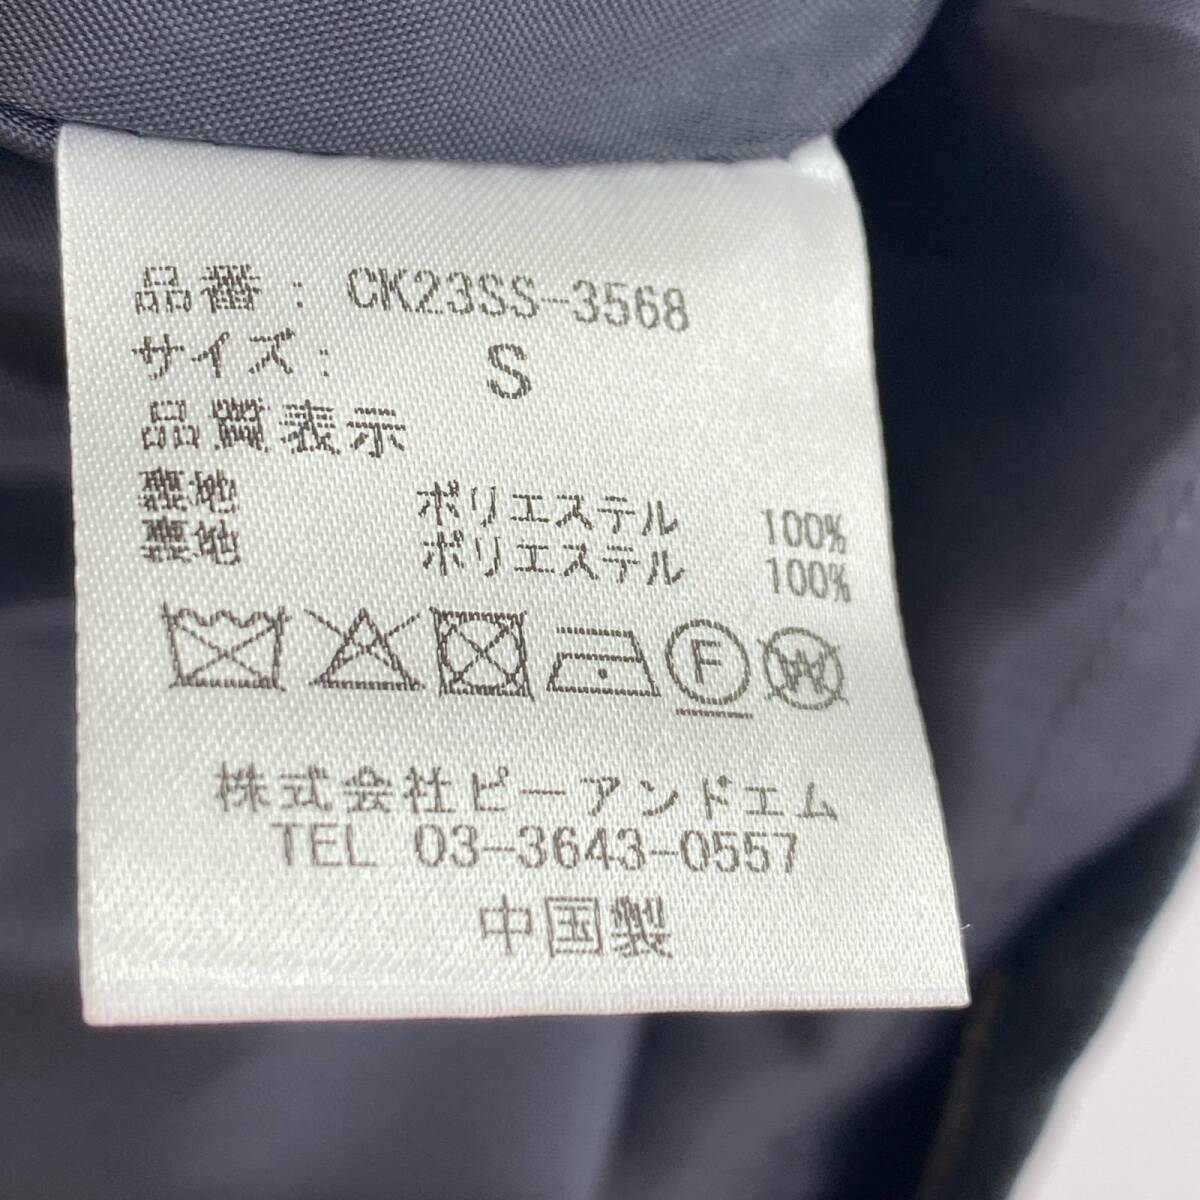 品番： CK23SS-3568
サイズ： S
品質表示
裏地 ポリエステル 100%
裏地 ポリエステル 100%
F
W
株式会社ピーアンドエム
TEL 03-3643-0557
中国製